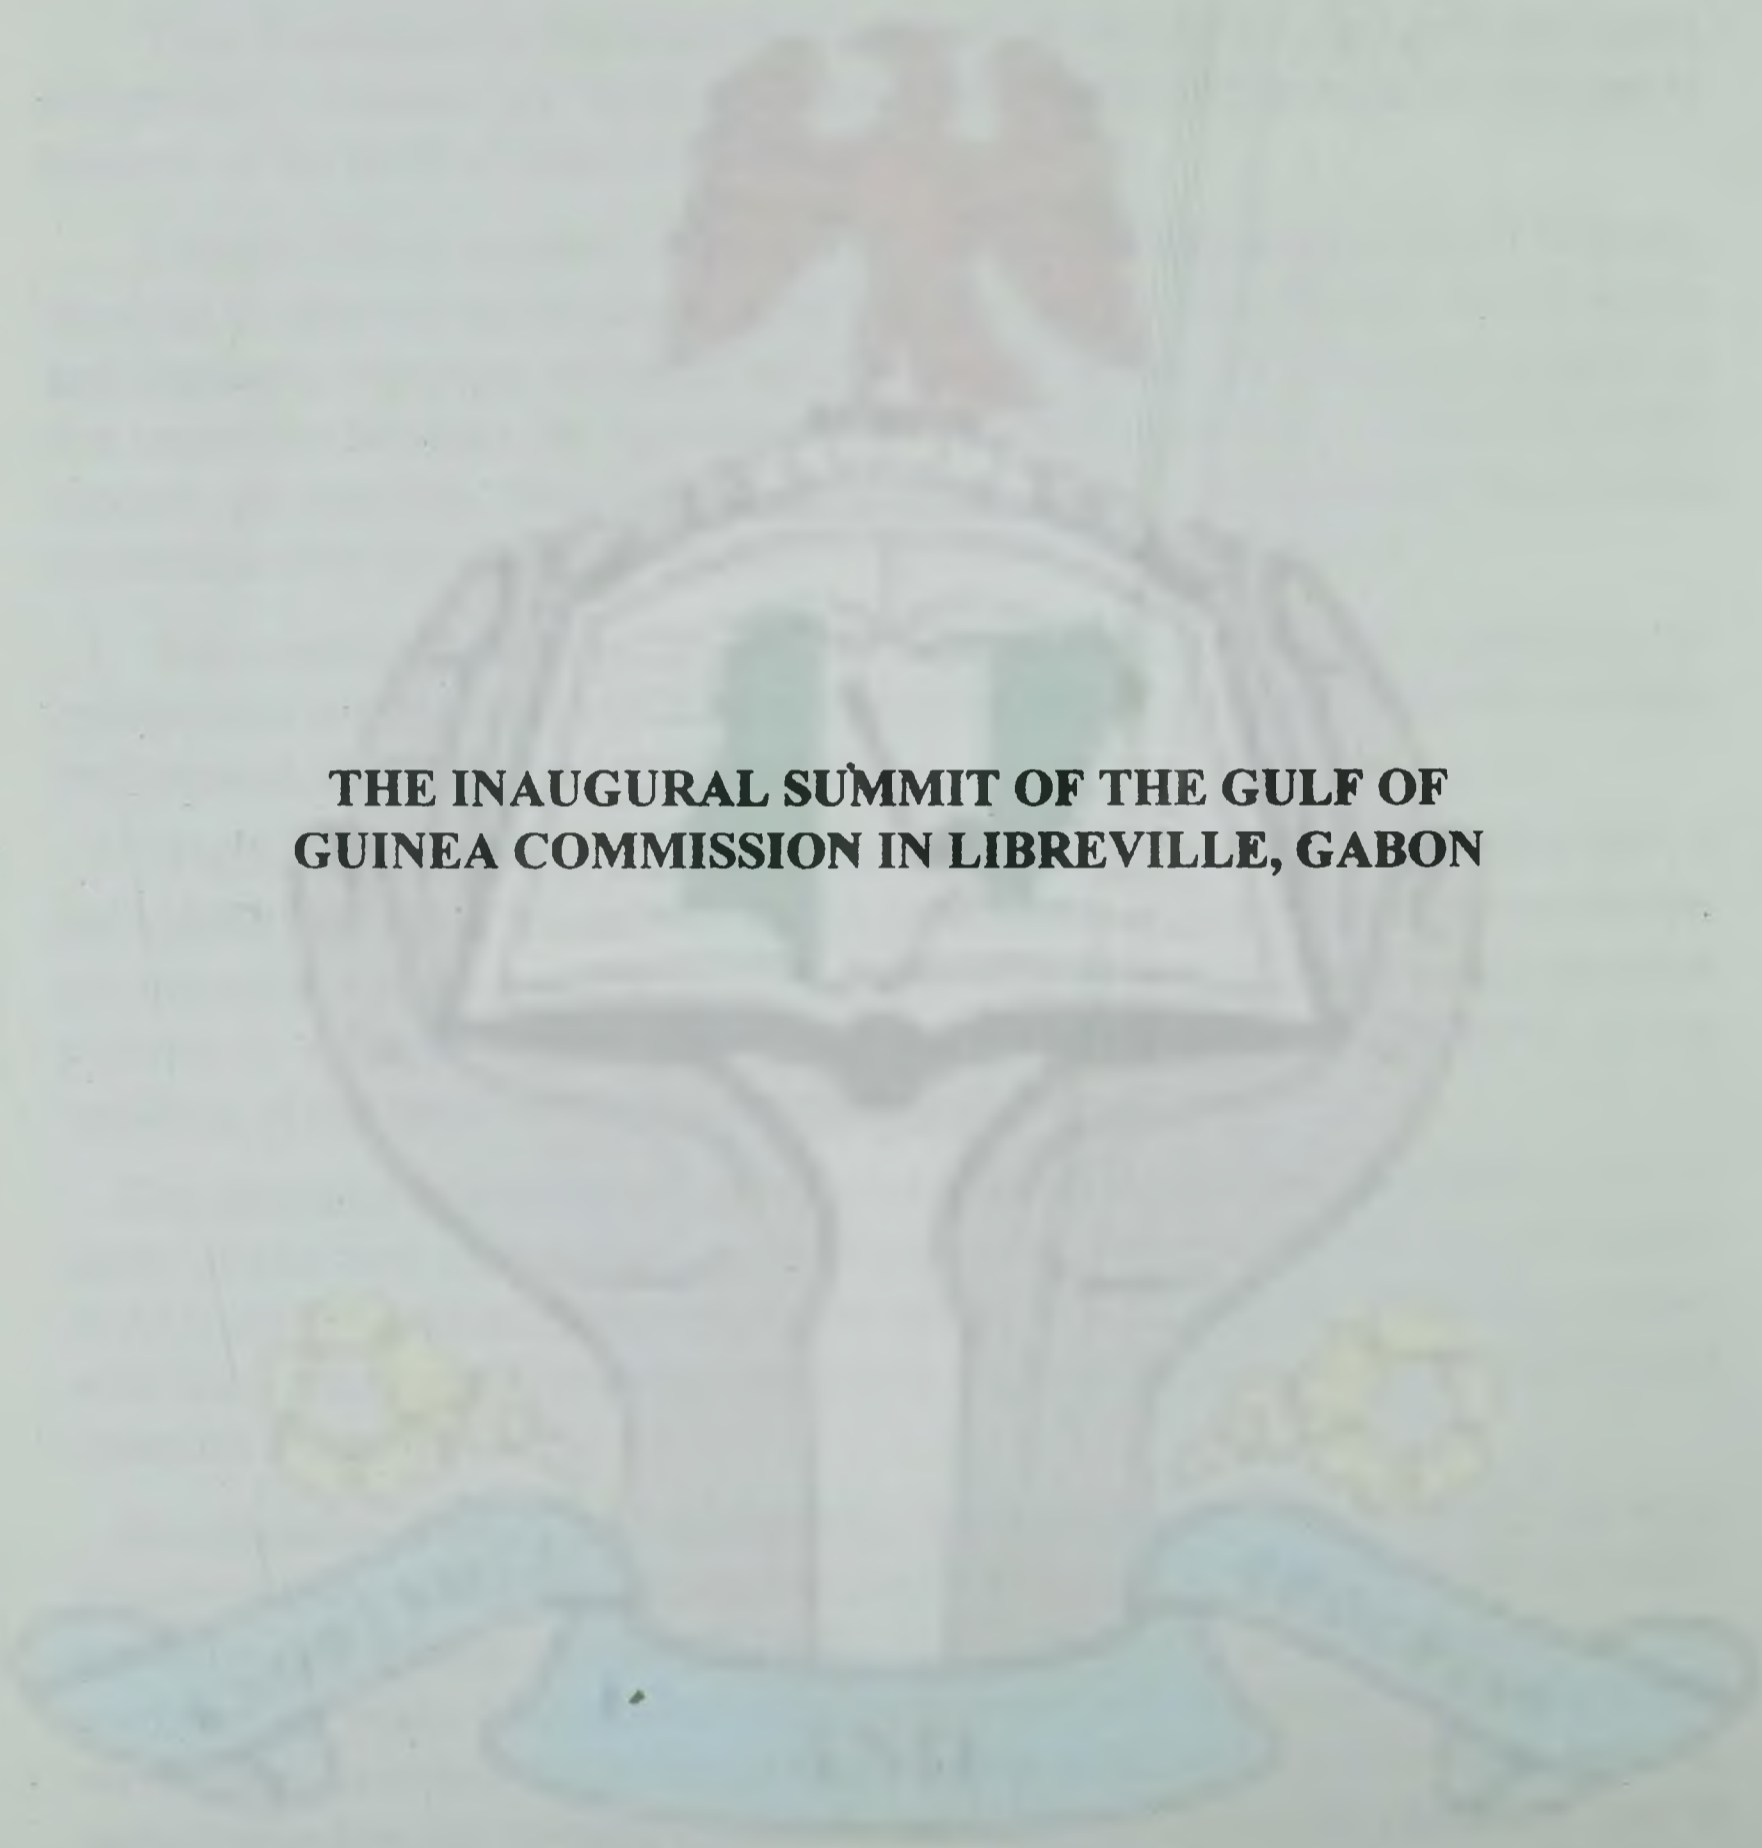 THE INAUGURAL SUMMIT OF THE GULF OF
GUINEA COMMISSION IN LIBREVILLE, GABON